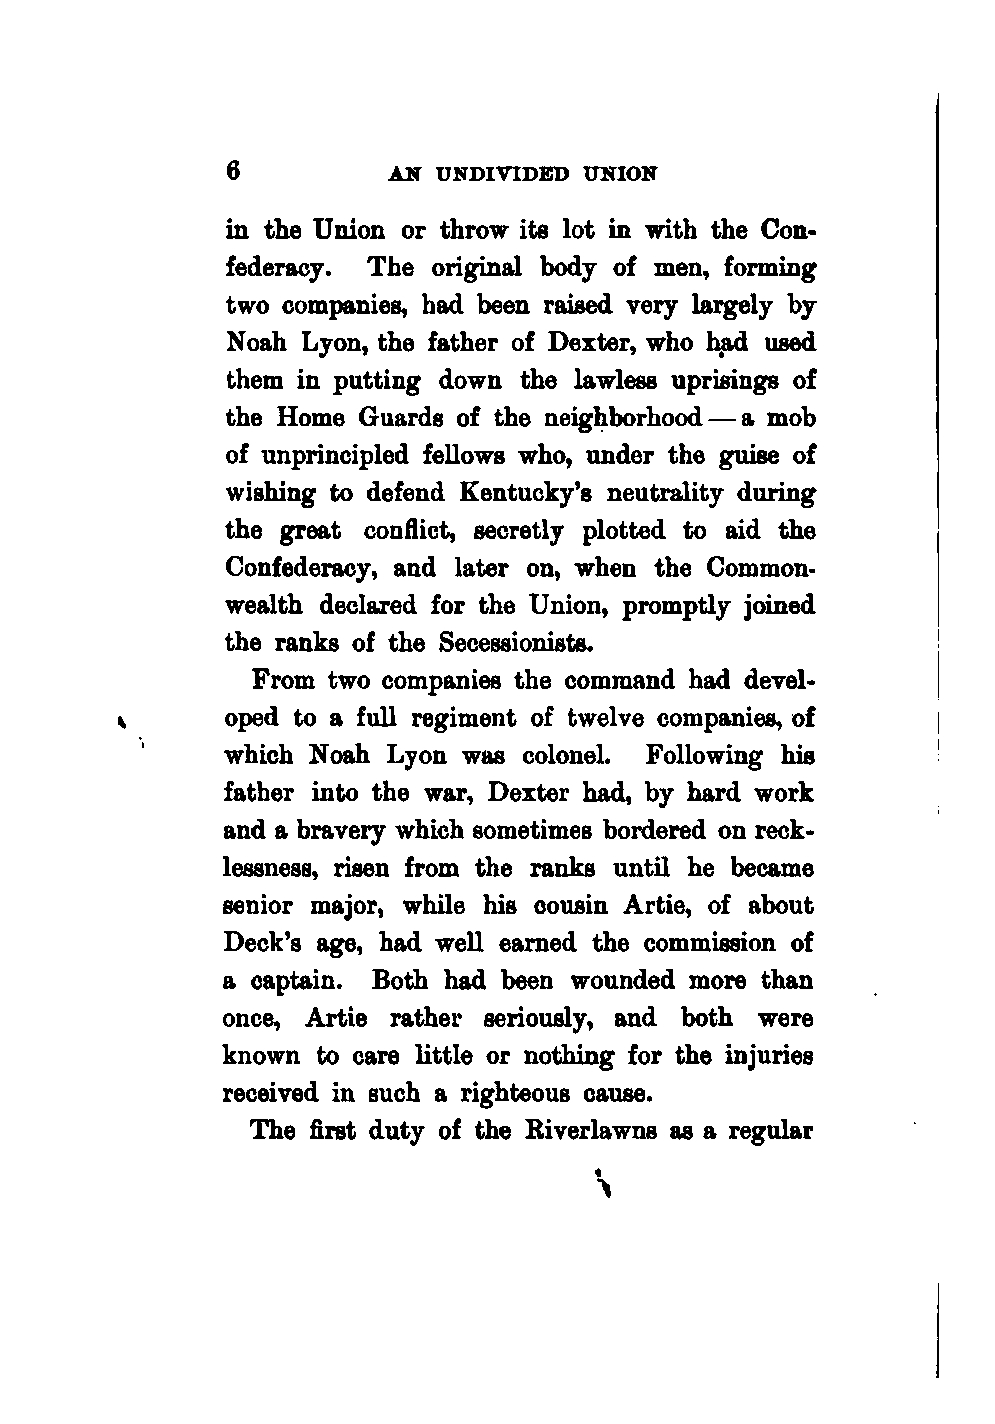 6 AN UNDIVIDED UNION
in the Union or throw its lot in with the Con-
federacy. The original body of men, forming
two companies, had been raised very largely by
Noah Lyon, the father of Dexter, who had used
them in putting down the lawless uprisings of
the Home Guards of the neighborhood — a mob
of unprincipled fellows who, under the guise of
wishing to defend Kentucky's neutrality during
the great conflict, secretly plotted to aid the
Confederacy, and later on, when the Common-
wealth declared for the Union, promptly joined
the ranks of the Secessionists.
From two companies the command had devel-
oped to a full regiment of twelve companies, of
which Noah Lyon was colonel. Following his
father into the war, Dexter had, by hard work
and a bravery which sometimes bordered on reck-
lessness, risen from the ranks until he became
senior major, while his cousin Artie, of about
Deck's age, had well earned the commission of
a captain. Both had been wounded more than
once, Artie rather seriously, and both were
known to care little or nothing for the injuries
received in such a righteous cause.
The first duty of the Riverlawns as a regular